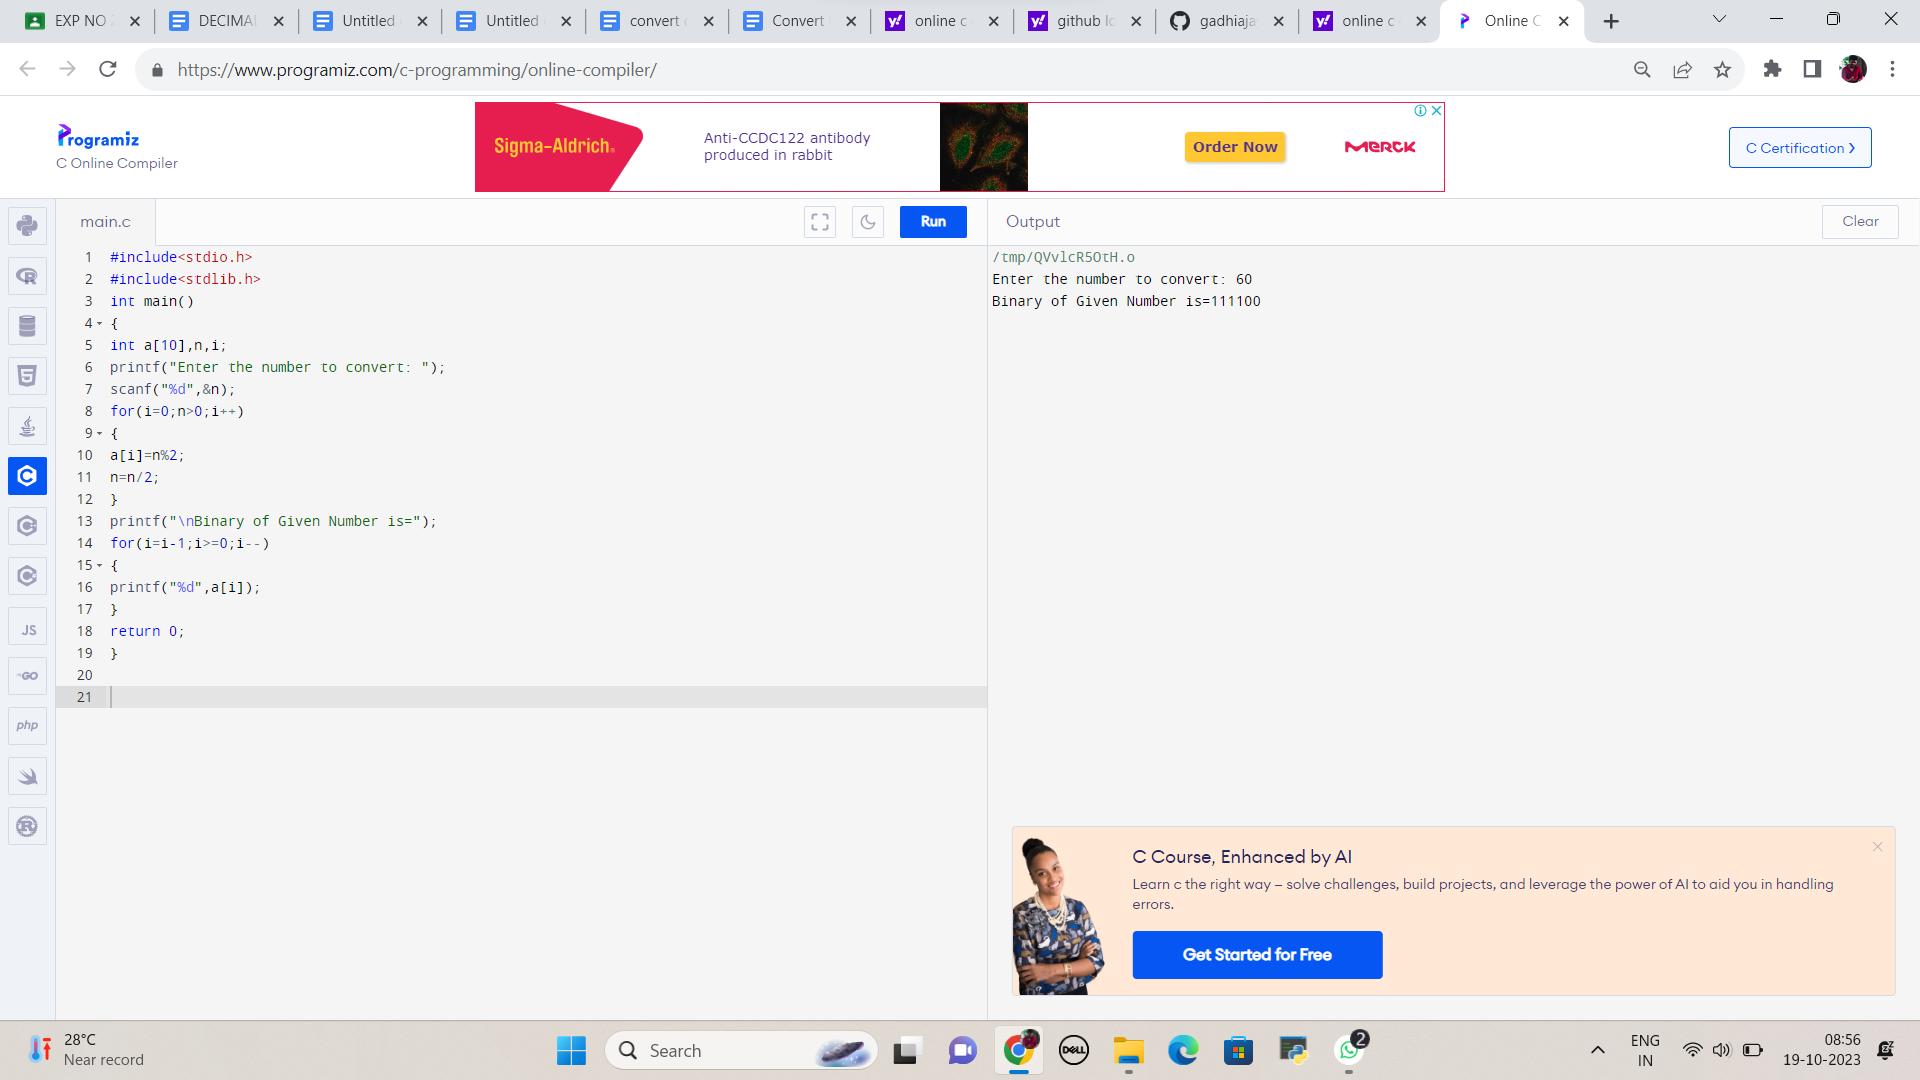 EXP NO
DECIMAL
Untitled
Untitled
convert
Convert
online c
github lo
gadhiaja
online c
Online C
https://www.programiz.com/c-programming/online-compiler/
Programiz
C Online Compiler
Sigma-Aldrich®
Anti-CCDC122 antibody
produced in rabbit
Order Now
MERCK
C Certification >
main.c
Run
Output
Clear
1 #include<stdio.h>
2 #include<stdlib.h>
3 int main()
4 {
5 int a[10],n,i;
6 printf("Enter the number to convert: ");
7 scanf("%d",&n);
8 for(i=0;n>0;i++)
9 {
10 a[i]=n%2;
11 n=n/2;
12 }
13 printf("\nBinary of Given Number is=");
14 for(i=i-1;i>=0;i--)
15 {
16 printf("%d",a[i]);
17 }
18 return 0;
19 }
20
21
/tmp/QVvlcR5OtH.o
Enter the number to convert: 60
Binary of Given Number is=111100
JS
GO
php
C Course, Enhanced by AI
Learn c the right way – solve challenges, build projects, and leverage the power of AI to aid you in handling
errors.
Get Started for Free
28°C
Near record
Search
DELL
2
ENG
IN
08:56
19-10-2023